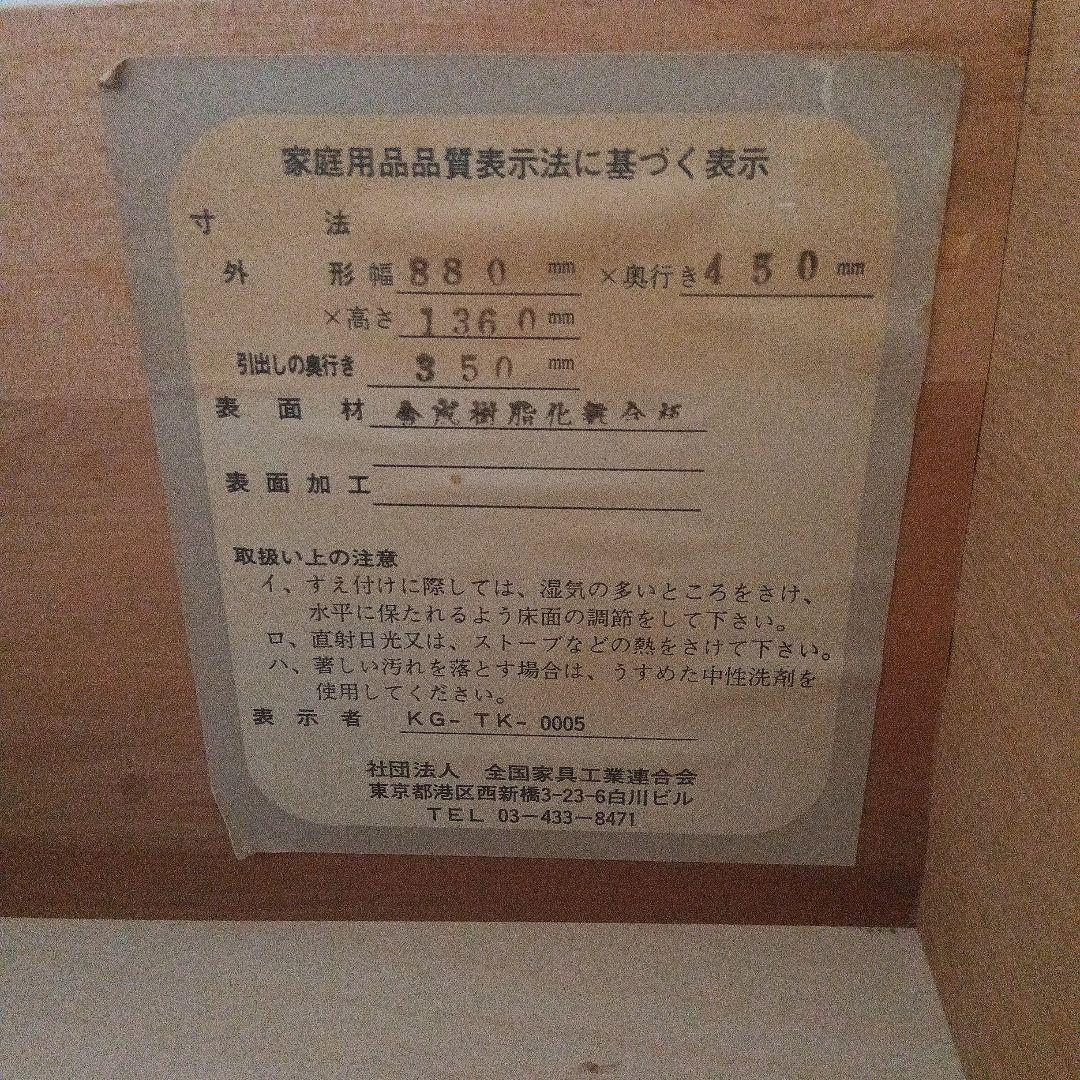 家庭用品品質表示法に基づく表示
寸法
外形 幅 880 mm ×奥行き 450 mm
×高さ 1360 mm
引出しの奥行き 350 mm
表面材 合成樹脂化粧合板
表面加工
取扱い上の注意
イ、すえ付けに際しては、湿気の多いところをさけ、
水平に保たれるよう床面の調節をして下さい。
ロ、直射日光又は、ストーブなどの熱をさけて下さい。
ハ、著しい汚れを落とす場合は、うすめた中性洗剤を
使用してください。
表示者 KG-TK-0005
社団法人 全国家具工業連合会
東京都港区西新橋3-23-6白川ビル
TEL 03-433-8471